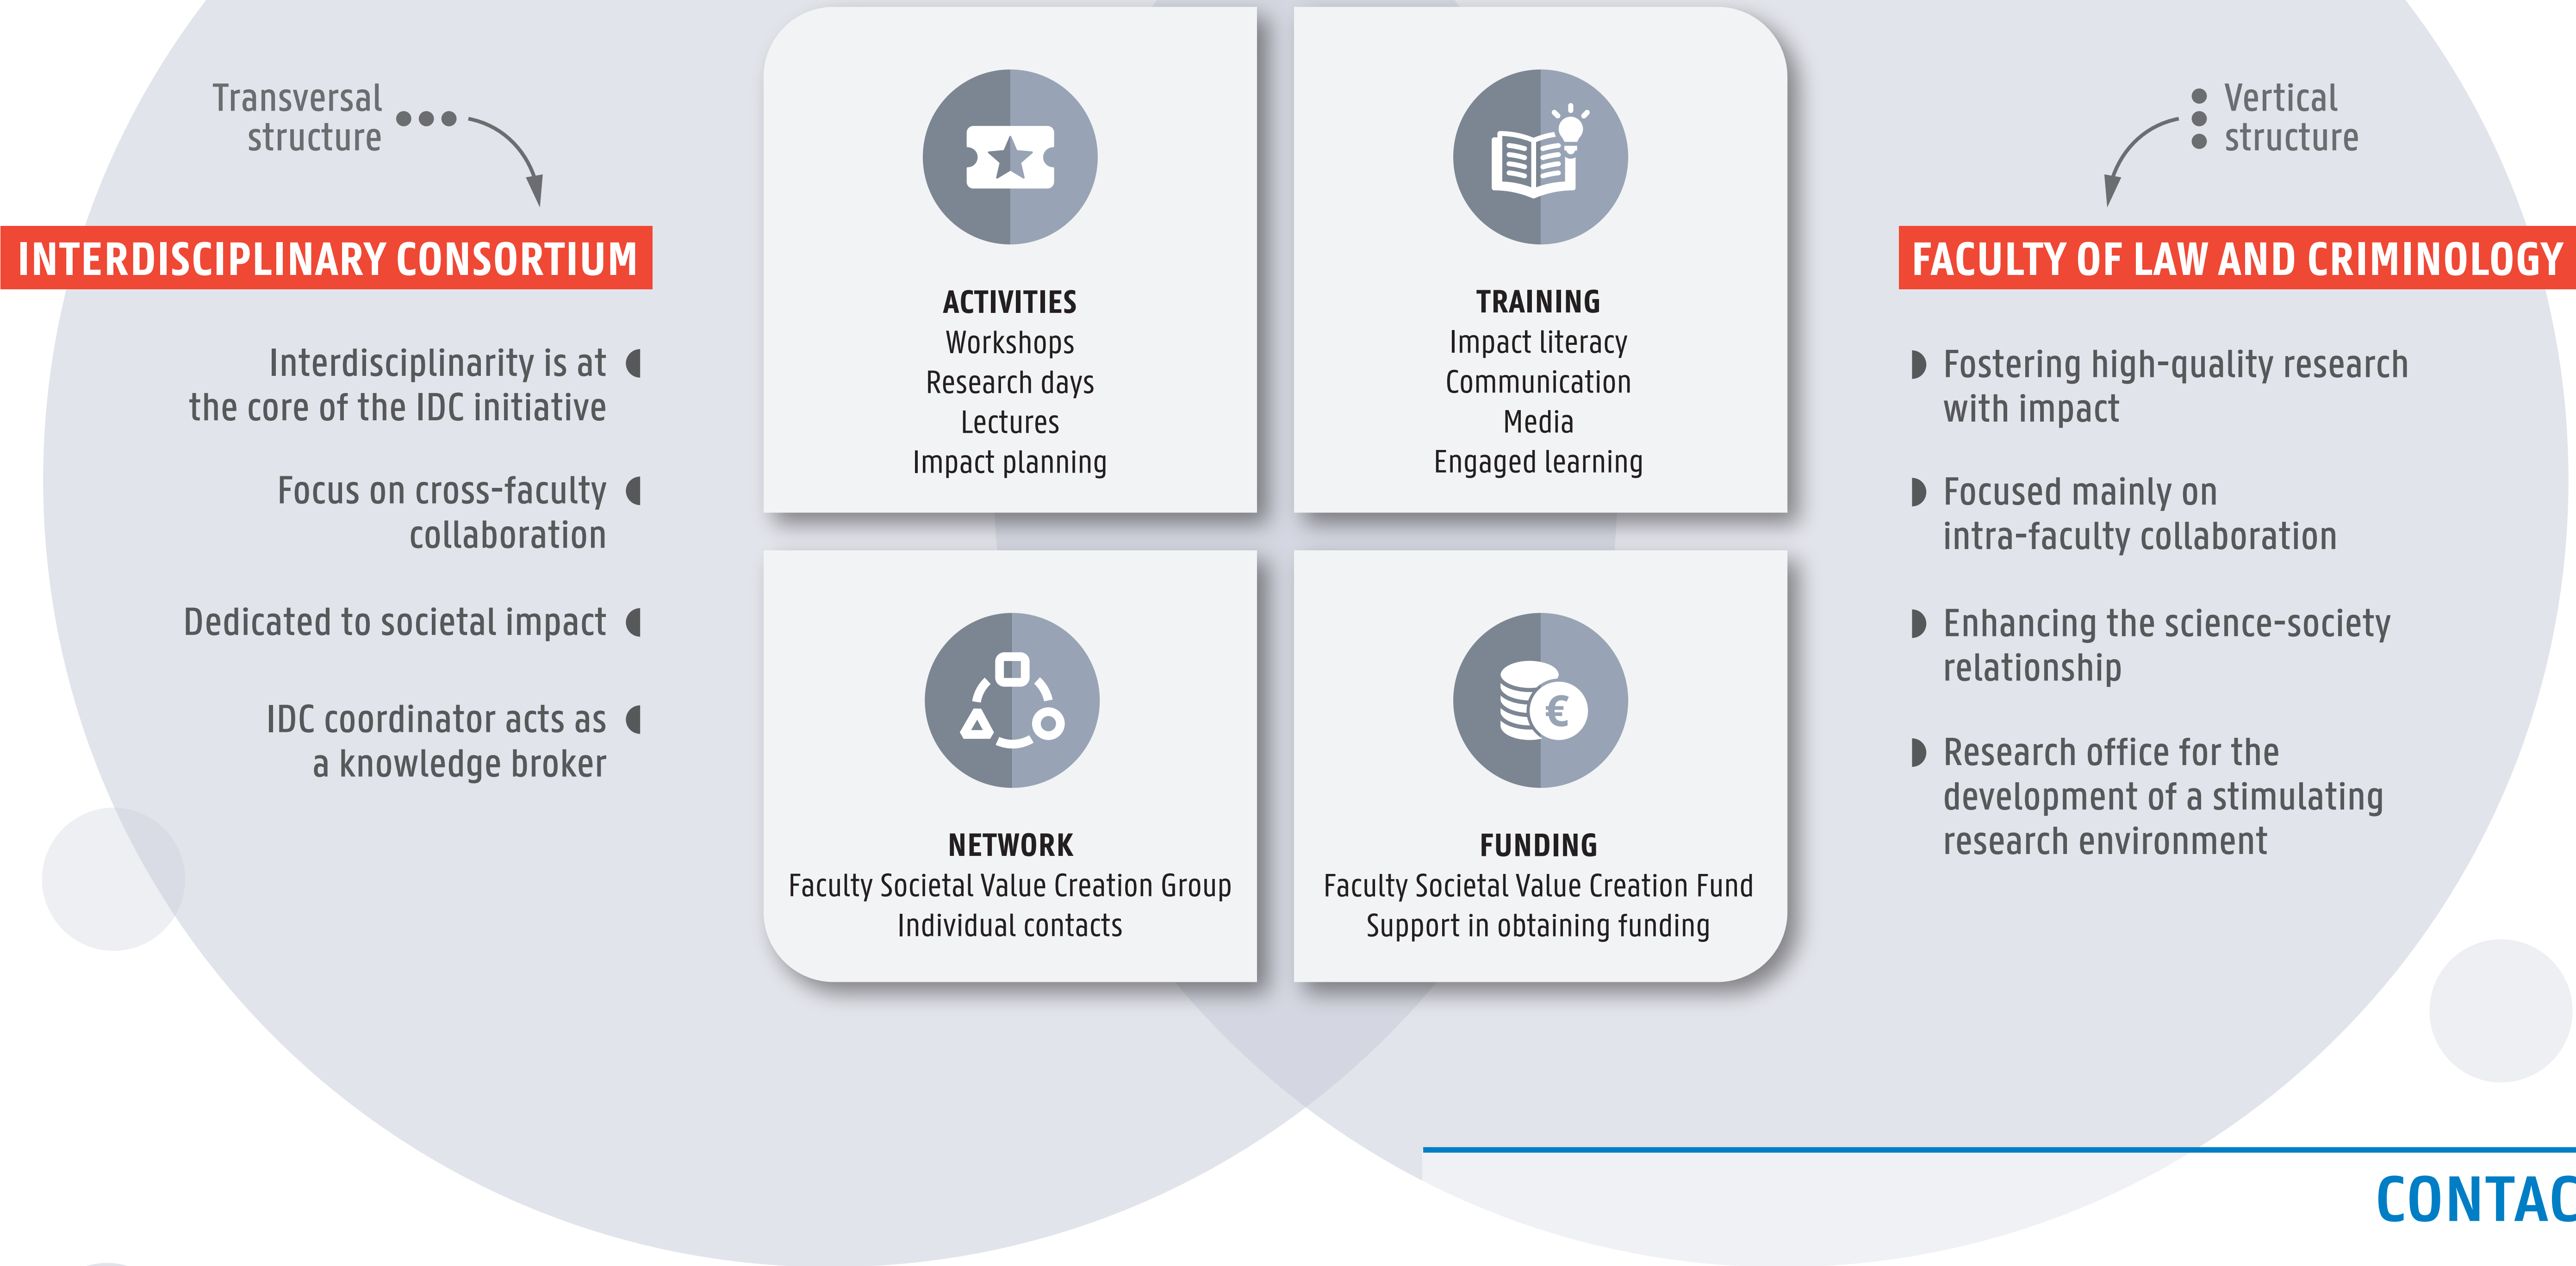 Transversal
structure
INTERDISCIPLINARY CONSORTIUM
Interdisciplinarity is at
the core of the IDC initiative
Focus on cross-faculty
collaboration
Dedicated to societal impact
IDC coordinator acts as
a knowledge broker
ACTIVITIES
Workshops
Research days
Lectures
Impact planning
TRAINING
Impact literacy
Communication
Media
Engaged learning
NETWORK
Faculty Societal Value Creation Group
Individual contacts
€
FUNDING
Faculty Societal Value Creation Fund
Support in obtaining funding
Vertical
structure
FACULTY OF LAW AND CRIMINOLOGY
Fostering high-quality research
with impact
Focused mainly on
intra-faculty collaboration
Enhancing the science-society
relationship
Research office for the
development of a stimulating
research environment
CONTAC